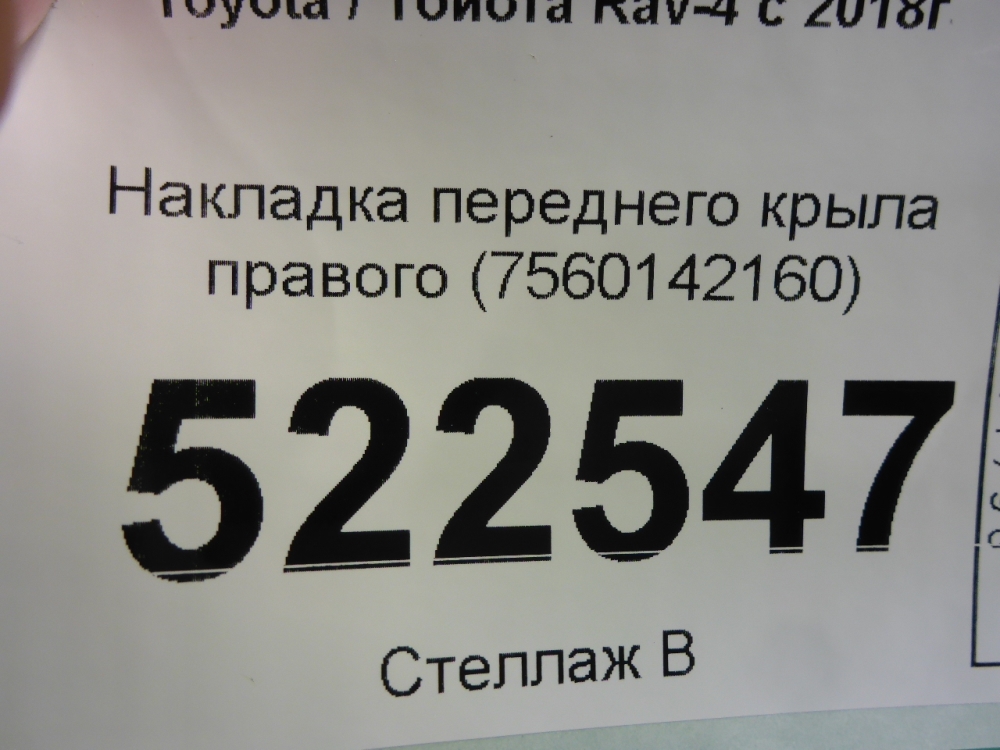 Toyota / Тойота Rav-4 с 2018г
Накладка переднего крыла
правого (7560142160)
522547
Стеллаж В